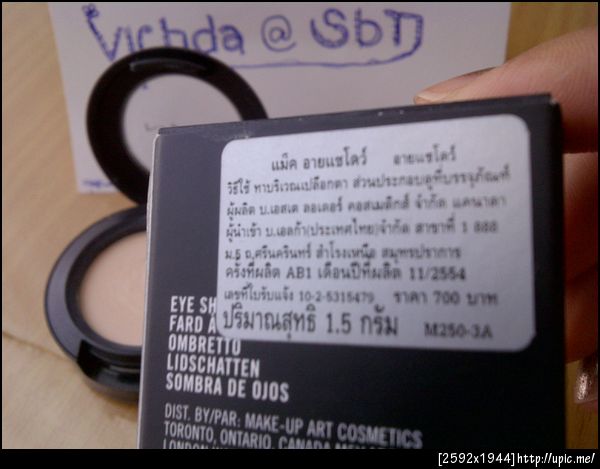 Vichda @ SBT
แม็ค อายแชโดว์ อายแชโดว์
วิธีใช้ ทาบริเวณเปลือกตา ส่วนประกอบดูที่บรรจุภัณฑ์
ผู้ผลิต บ.เอสเต ลอเดอร์ คอสเมติกส์ จำกัด แคนาดา
ผู้นำเข้า บ.เอลก้า(ประเทศไทย)จำกัด สาขาที่ 1 888
ม.5 ถ.ศรีนครินทร์ สำโรงเหนือ สมุทรปราการ
ครั้งที่ผลิต AB1 เดือนปีที่ผลิต 11/2554
เลขที่ใบรับแจ้ง 10-2-5315479 ราคา 700 บาท
ปริมาณสุทธิ 1.5 กรัม M250-3A
EYE SH
FARD A
OMBRETTO
LIDSCHATTEN
SOMBRA DE OJOS
DIST. BY/PAR: MAKE-UP ART COSMETICS
TORONTO, ONTARIO, CANADA
LONDON
[2592x1944]http://upic.me/